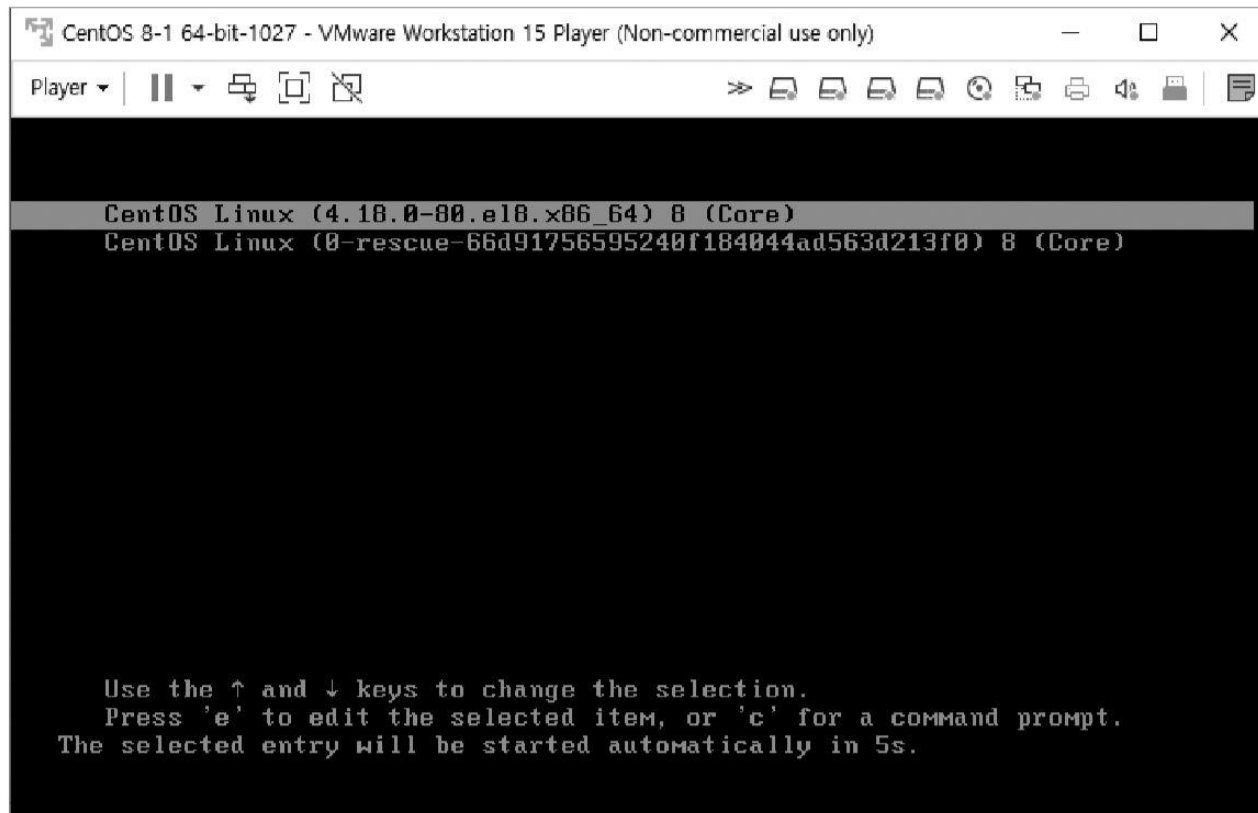 CentOS 8-1 64-bit-1027 - VMware Workstation 15 Player (Non-commercial use only)
Player
CentOS Linux (4.18.0-80.el8.x86_64) 8 (Core)
CentOS Linux (0-rescue-66d91756595240f184044ad563d213f0) 8 (Core)
Use the ↑ and ↓ keys to change the selection.
Press 'e' to edit the selected item, or 'c' for a command prompt.
The selected entry will be started automatically in 5s.